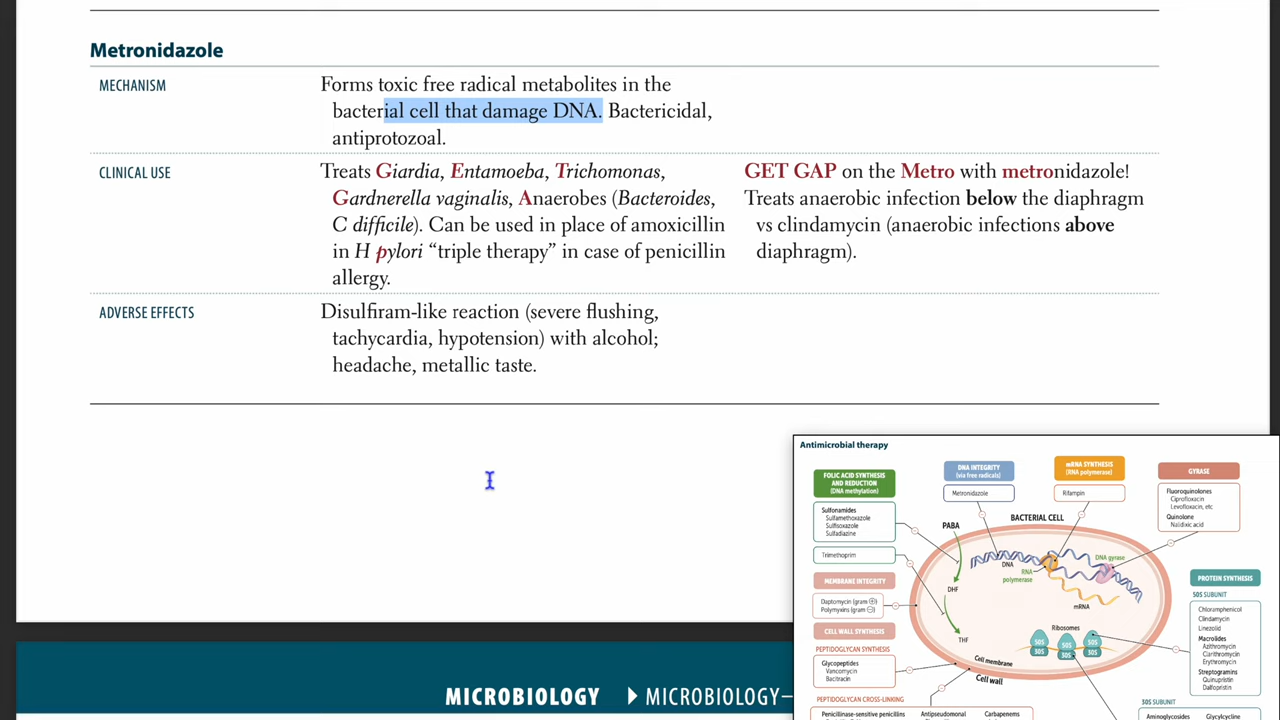 Metronidazole
MECHANISM
Forms toxic free radical metabolites in the
bacterial cell that damage DNA. Bactericidal,
antiprotozoal.
CLINICAL USE
Treats Giardia, Entamoeba, Trichomonas,
Gardnerella vaginalis, Anaerobes (Bacteroides,
C difficile). Can be used in place of amoxicillin
in H pylori “triple therapy” in case of penicillin
allergy.
GET GAP on the Metro with metronidazole!
Treats anaerobic infection below the diaphragm
vs clindamycin (anaerobic infections above
diaphragm).
ADVERSE EFFECTS
Disulfiram-like reaction (severe flushing,
tachycardia, hypotension) with alcohol;
headache, metallic taste.
Antimicrobial therapy
FOLIC ACID SYNTHESIS
AND REDUCTION
(DNA methylation)
Sulfonamides
Sulfamethoxazole
Sulfisoxazole
Sulfadiazine
Trimethoprim
MEMBRANE INTEGRITY
Daptomycin (gram ⊕)
Polymyxins (gram ⊖)
CELL WALL SYNTHESIS
PEPTIDOGLYCAN SYNTHESIS
Glycopeptides
Vancomycin
Bacitracin
PEPTIDOGLYCAN CROSS-LINKING
Penicillinase-sensitive penicillins
Antipseudomonal
Carbapenems
DNA INTEGRITY
(via free radicals)
Metronidazole
mRNA SYNTHESIS
(RNA polymerase)
Rifampin
GYRASE
Fluoroquinolones
Ciprofloxacin
Levofloxacin, etc
Quinolone
Nalidixic acid
BACTERIAL CELL
PABA
DHF
THF
DNA
RNA
polymerase
DNA gyrase
mRNA
Ribosomes
50S
30S
50S
30S
50S
30S
Cell membrane
Cell wall
PROTEIN SYNTHESIS
50S SUBUNIT
Chloramphenicol
Clindamycin
Linezolid
Macrolides
Azithromycin
Clarithromycin
Erythromycin
Streptogramins
Quinupristin
Dalfopristin
30S SUBUNIT
Aminoglycosides
Glycylcycline
MICROBIOLOGY
MICROBIOLOGY—